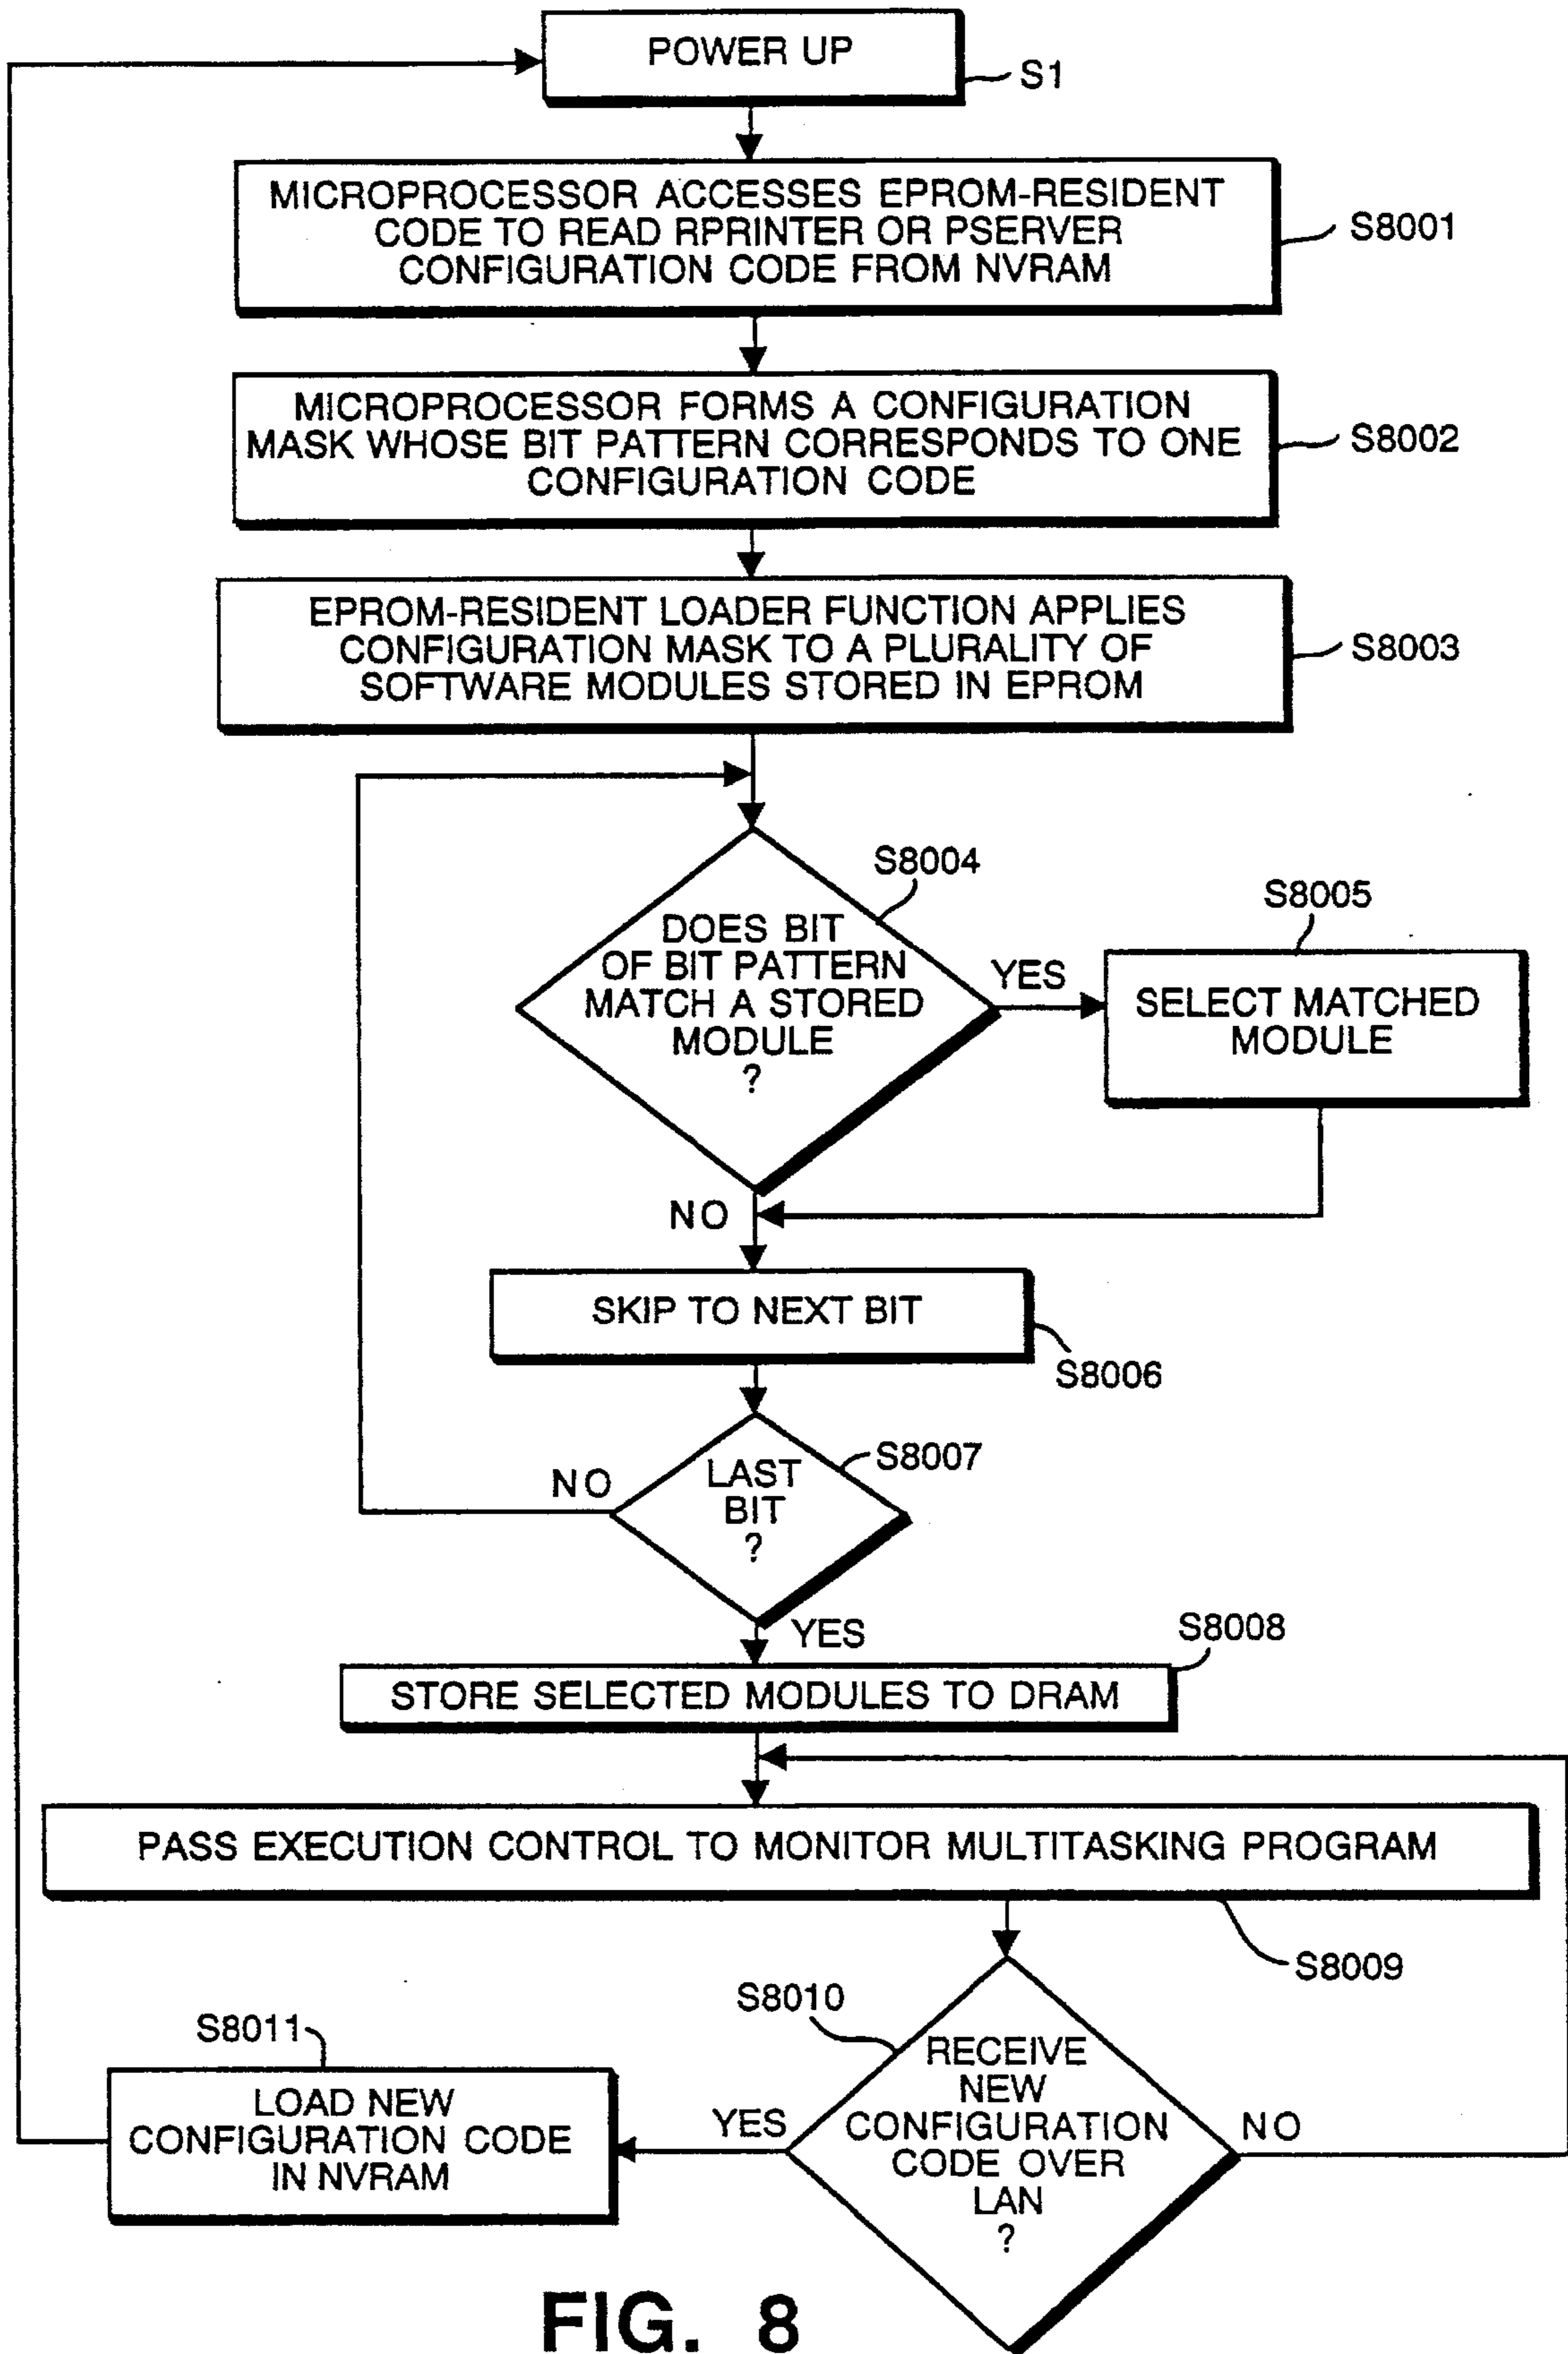 POWER UP
S1
MICROPROCESSOR ACCESSES EPROM-RESIDENT
CODE TO READ RPRINTER OR PSERVER
CONFIGURATION CODE FROM NVRAM
S8001
MICROPROCESSOR FORMS A CONFIGURATION
MASK WHOSE BIT PATTERN CORRESPONDS TO ONE
CONFIGURATION CODE
S8002
EPROM-RESIDENT LOADER FUNCTION APPLIES
CONFIGURATION MASK TO A PLURALITY OF
SOFTWARE MODULES STORED IN EPROM
S8003
S8004
DOES BIT
OF BIT PATTERN
MATCH A STORED
MODULE
?
YES
S8005
SELECT MATCHED
MODULE
NO
SKIP TO NEXT BIT
S8006
S8007
LAST
BIT
?
NO
YES
S8008
STORE SELECTED MODULES TO DRAM
PASS EXECUTION CONTROL TO MONITOR MULTITASKING PROGRAM
S8009
S8010
RECEIVE
NEW
CONFIGURATION
CODE OVER
LAN
?
YES
NO
S8011
LOAD NEW
CONFIGURATION CODE
IN NVRAM
FIG. 8